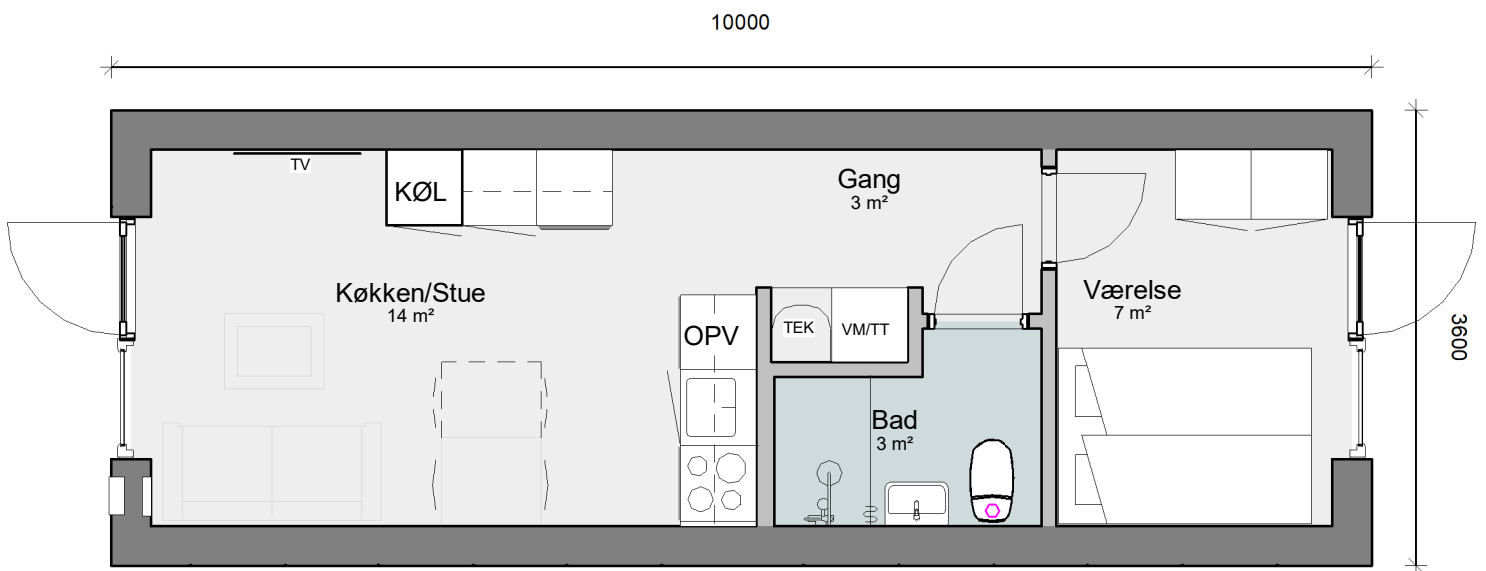 10000
TV
KØL
Gang
3 m²
Køkken/Stue
14 m²
Værelse
7 m²
OPV
TEK
VM/TT
3600
Bad
3 m²